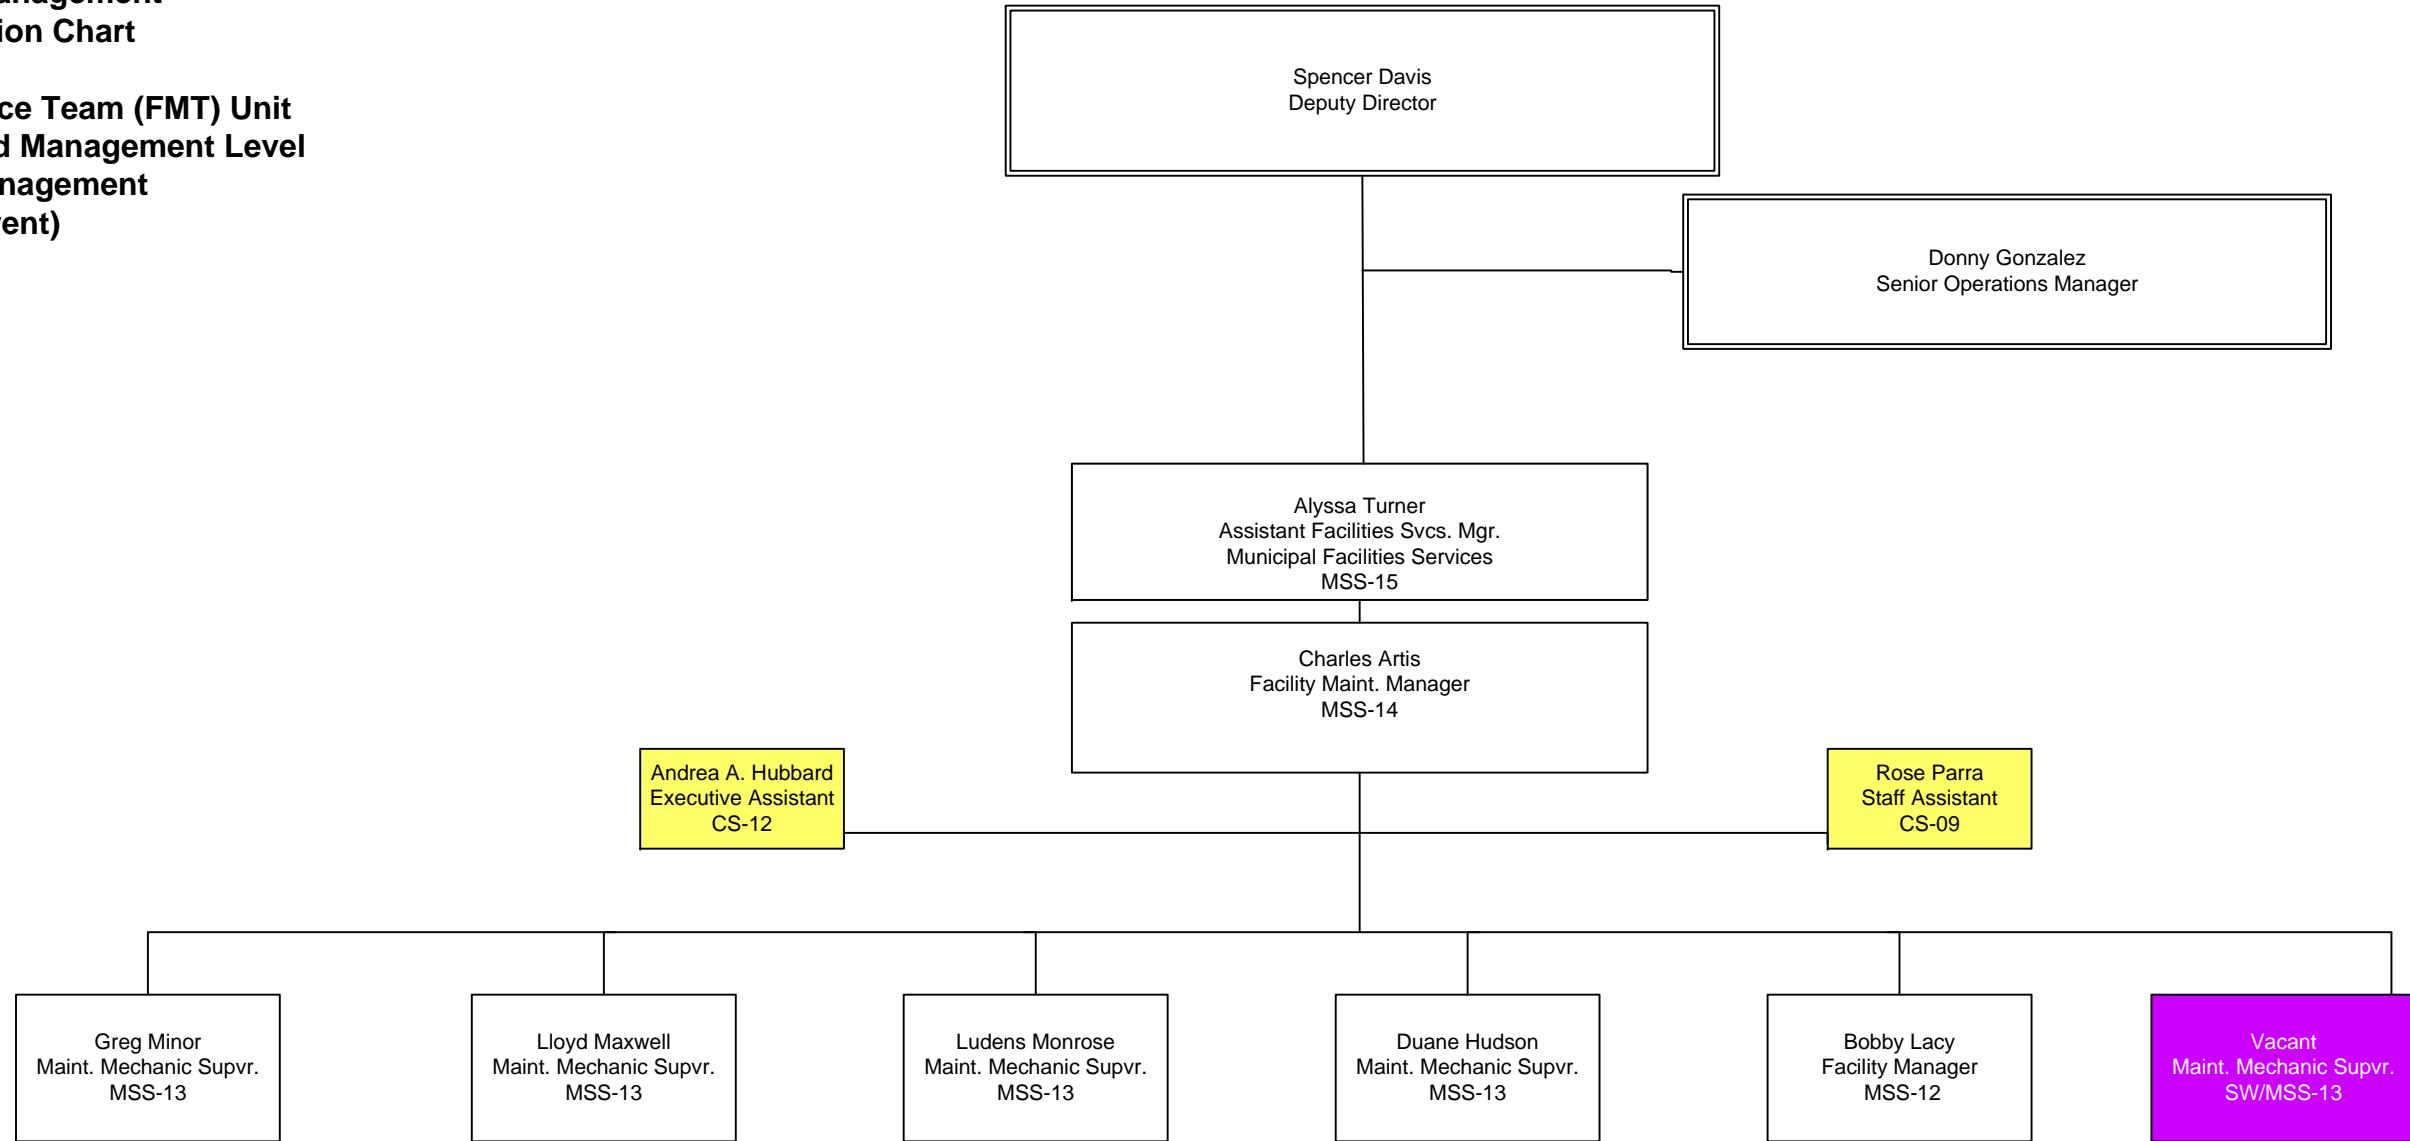 ion Chart
ce Team (FMT) Unit
d Management Level
nagement
ent)
Spencer Davis
Deputy Director
Donny Gonzalez
Senior Operations Manager
Alyssa Turner
Assistant Facilities Svcs. Mgr.
Municipal Facilities Services
MSS-15
Charles Artis
Facility Maint. Manager
MSS-14
Andrea A. Hubbard
Executive Assistant
CS-12
Rose Parra
Staff Assistant
CS-09
Greg Minor
Maint. Mechanic Supvr.
MSS-13
Lloyd Maxwell
Maint. Mechanic Supvr.
MSS-13
Ludens Monrose
Maint. Mechanic Supvr.
MSS-13
Duane Hudson
Maint. Mechanic Supvr.
MSS-13
Bobby Lacy
Facility Manager
MSS-12
Vacant
Maint. Mechanic Supvr.
SW/MSS-13